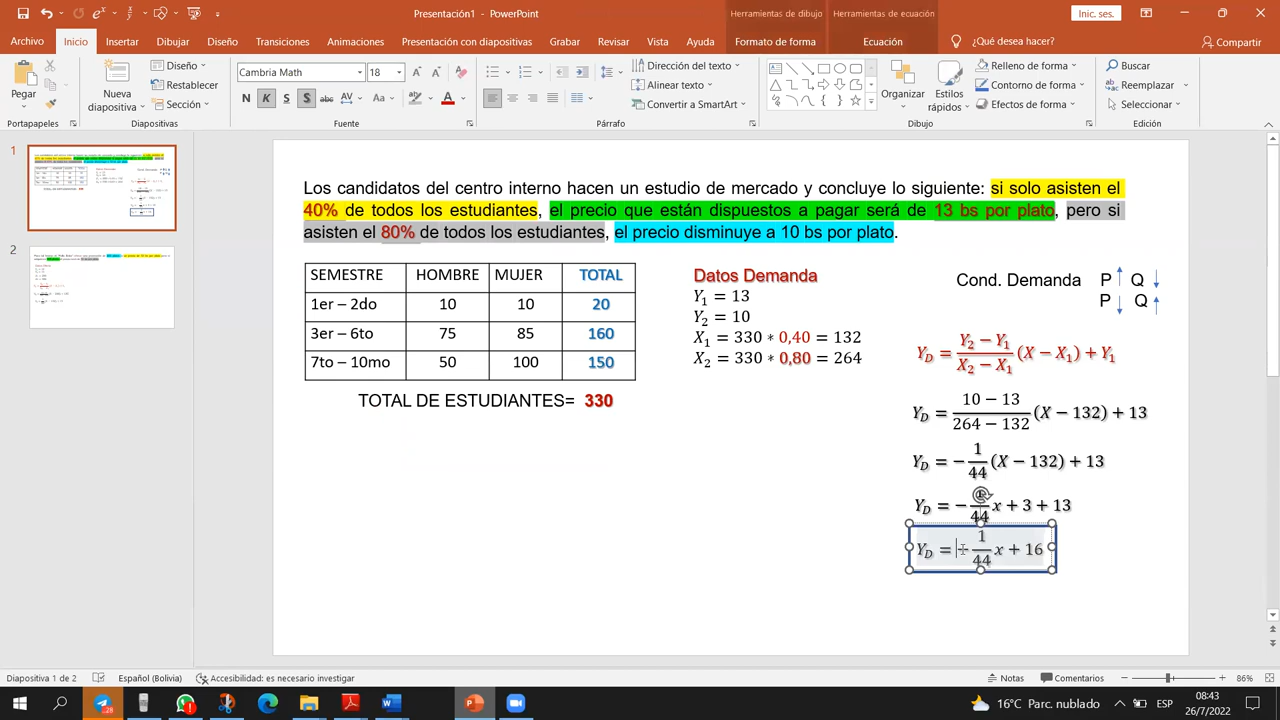 Presentación1 - PowerPoint
Herramientas de dibujo
Herramientas de ecuación
Inic. ses.
Archivo Inicio Insertar Dibujar Diseño Transiciones Animaciones Presentación con diapositivas Grabar Revisar Vista Ayuda Formato de forma Ecuación ¿Qué desea hacer? Compartir
Pegar
Nueva diapositiva
Diseño
Restablecer
Sección
Cambria Math 18
N K S S abc AV Aa A
Dirección del texto
Alinear texto
Convertir a SmartArt
Organizar
Estilos rápidos
Relleno de forma
Contorno de forma
Efectos de forma
Buscar
Reemplazar
Seleccionar
Portapapeles Diapositivas Fuente Párrafo Dibujo Edición
1
2
Los candidatos del centro interno hacen un estudio de mercado y concluye lo siguiente: si solo asisten el
40% de todos los estudiantes, el precio que están dispuestos a pagar será de 13 bs por plato, pero si
asisten el 80% de todos los estudiantes, el precio disminuye a 10 bs por plato.
SEMESTRE HOMBRE MUJER TOTAL
1er – 2do 10 10 20
3er – 6to 75 85 160
7to – 10mo 50 100 150
TOTAL DE ESTUDIANTES= 330
Datos Demanda
Y₁ = 13
Y₂ = 10
X₁ = 330 ∗ 0,40 = 132
X₂ = 330 ∗ 0,80 = 264
Cond. Demanda P ↑ Q ↓
P ↓ Q ↑
Y_D = (Y₂ − Y₁)/(X₂ − X₁) (X − X₁) + Y₁
Y_D = (10 − 13)/(264 − 132) (X − 132) + 13
Y_D = − 1/44 (X − 132) + 13
Y_D = − 1/44 x + 3 + 13
Y_D = − 1/44 x + 16
Diapositiva 1 de 2 Español (Bolivia) Accesibilidad: es necesario investigar Notas Comentarios 86%
16°C Parc. nublado ESP 08:43
26/7/2022